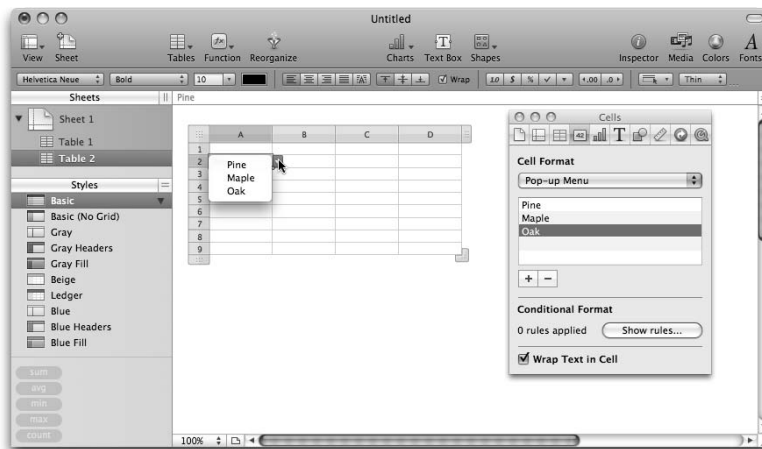 Untitled
View Sheet Tables Function Reorganize Charts Text Box Shapes Inspector Media Colors Fonts
Helvetica Neue Bold 10 Wrap 1.0 $ % Thin
Sheets
Sheet 1
Table 1
Table 2
Styles
Basic
Basic (No Grid)
Gray
Gray Headers
Gray Fill
Beige
Ledger
Blue
Blue Headers
Blue Fill
sum
avg
min
max
count
Pine
A B C D
1
2
3
4
5
6
7
8
9
Pine
Maple
Oak
100%
Cells
42
Cell Format
Pop-up Menu
Pine
Maple
Oak
+ −
Conditional Format
0 rules applied Show rules...
Wrap Text in Cell